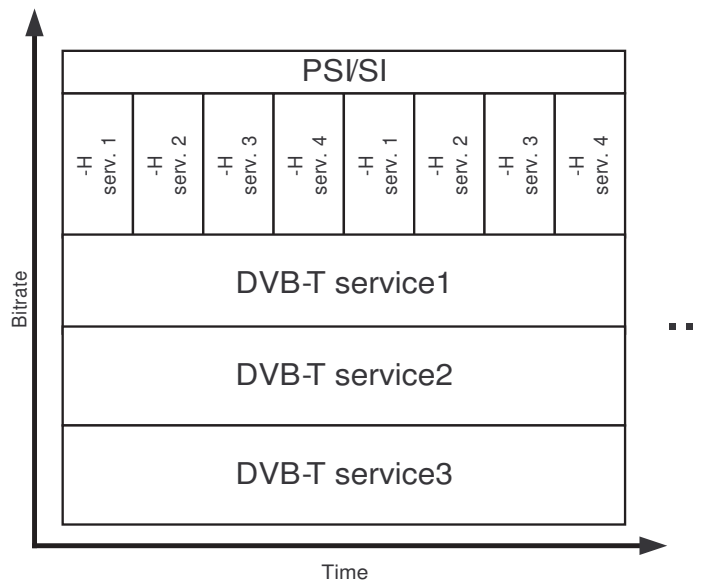 PSI/SI
-H
serv. 1
-H
serv. 2
-H
serv. 3
-H
serv. 4
-H
serv. 1
-H
serv. 2
-H
serv. 3
-H
serv. 4
DVB-T service1
DVB-T service2
DVB-T service3
Bitrate
Time